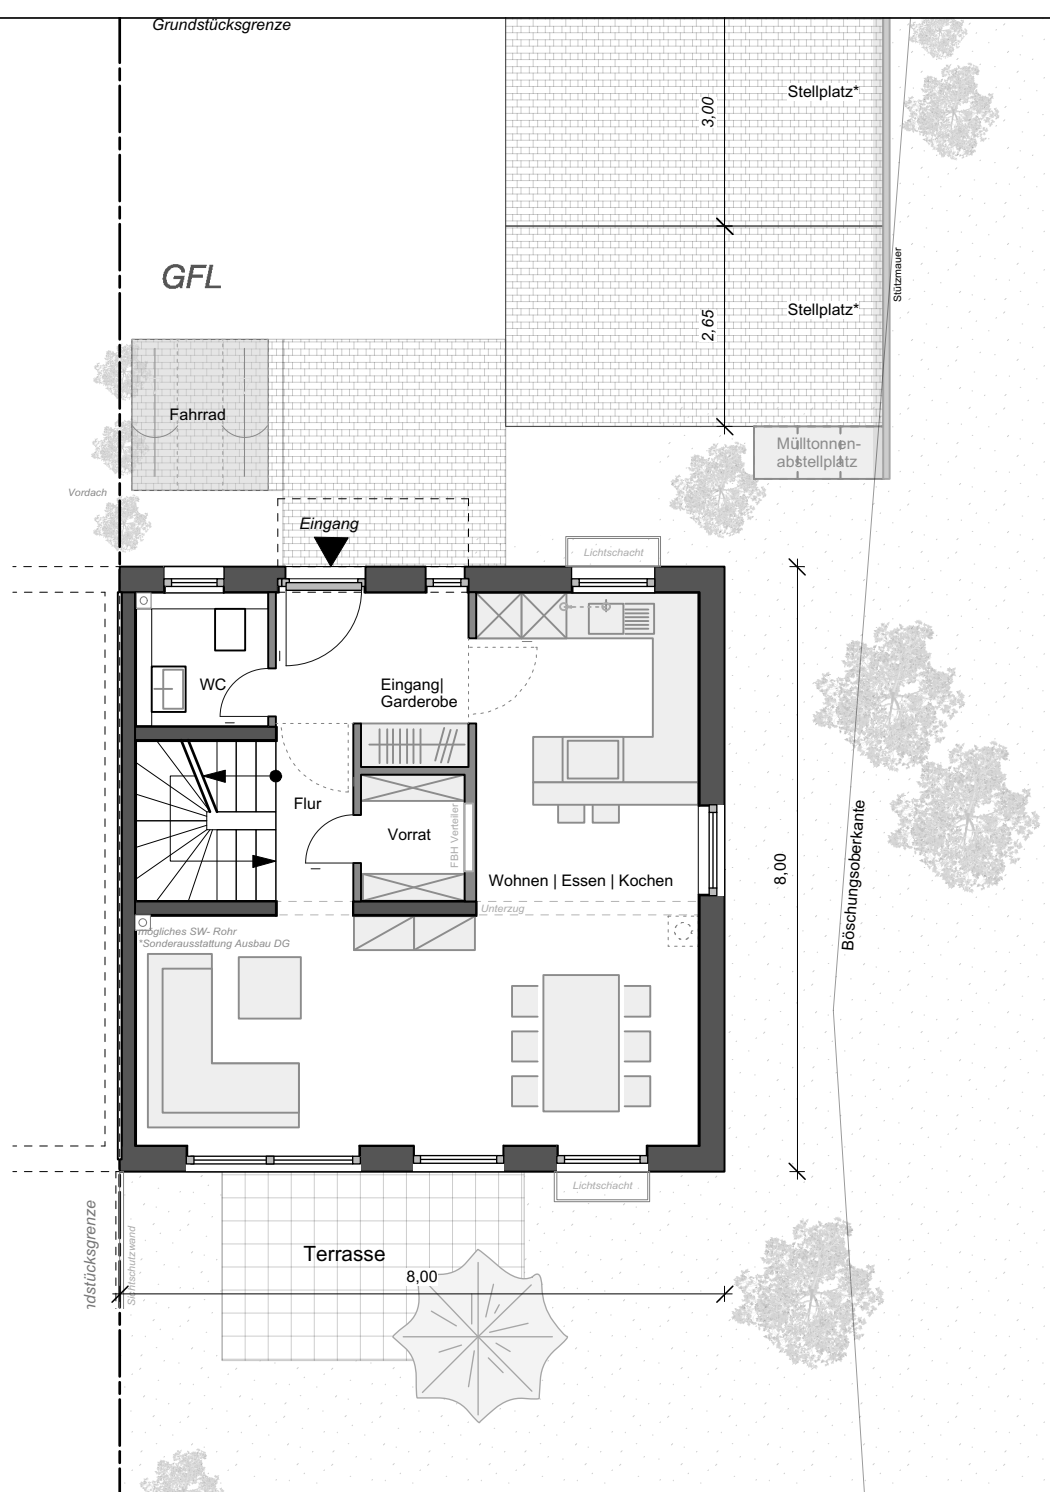 Grundstücksgrenze
Stellplatz*
3,00
GFL
Stützmauer
Stellplatz*
2,65
Fahrrad
Mülltonnen-
abstellplatz
Vordach
Eingang
Lichtschacht
WC
Eingang|
Garderobe
Flur
Vorrat
FBH Verteiler
Wohnen | Essen | Kochen
8,00
Böschungsoberkante
Unterzug
mögliches SW- Rohr
*Sonderausstattung Ausbau DG
Lichtschacht
ndstücksgrenze
Sichtschutzwand
Terrasse
8,00